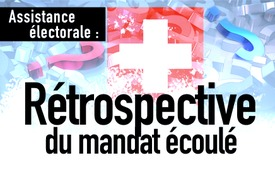 Assistance
électorale :
Rétrospective
du mandat écoulé